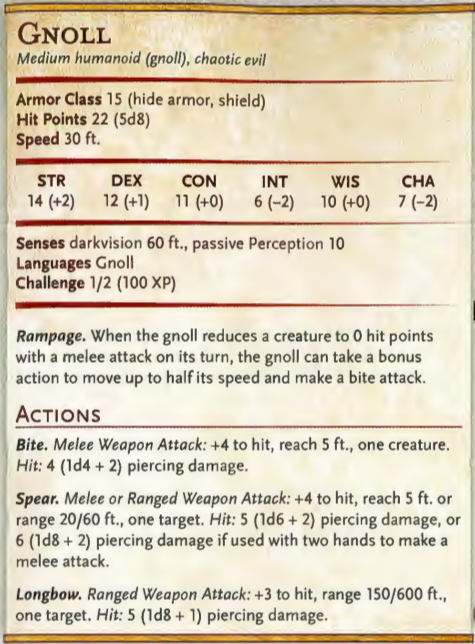 GNOLL
Medium humanoid (gnoll), chaotic evil
Armor Class 15 (hide armor, shield)
Hit Points 22 (5d8)
Speed 30 ft.
STR DEX CON INT WIS CHA
14 (+2) 12 (+1) 11 (+0) 6 (-2) 10 (+0) 7 (-2)
Senses darkvision 60 ft., passive Perception 10
Languages Gnoll
Challenge 1/2 (100 XP)
Rampage. When the gnoll reduces a creature to 0 hit points
with a melee attack on its turn, the gnoll can take a bonus
action to move up to half its speed and make a bite attack.
ACTIONS
Bite. Melee Weapon Attack: +4 to hit, reach 5 ft., one creature.
Hit: 4 (1d4 + 2) piercing damage.
Spear. Melee or Ranged Weapon Attack: +4 to hit, reach 5 ft. or
range 20/60 ft., one target. Hit: 5 (1d6 + 2) piercing damage, or
6 (1d8 + 2) piercing damage if used with two hands to make a
melee attack.
Longbow. Ranged Weapon Attack: +3 to hit, range 150/600 ft.,
one target. Hit: 5 (1d8 + 1) piercing damage.